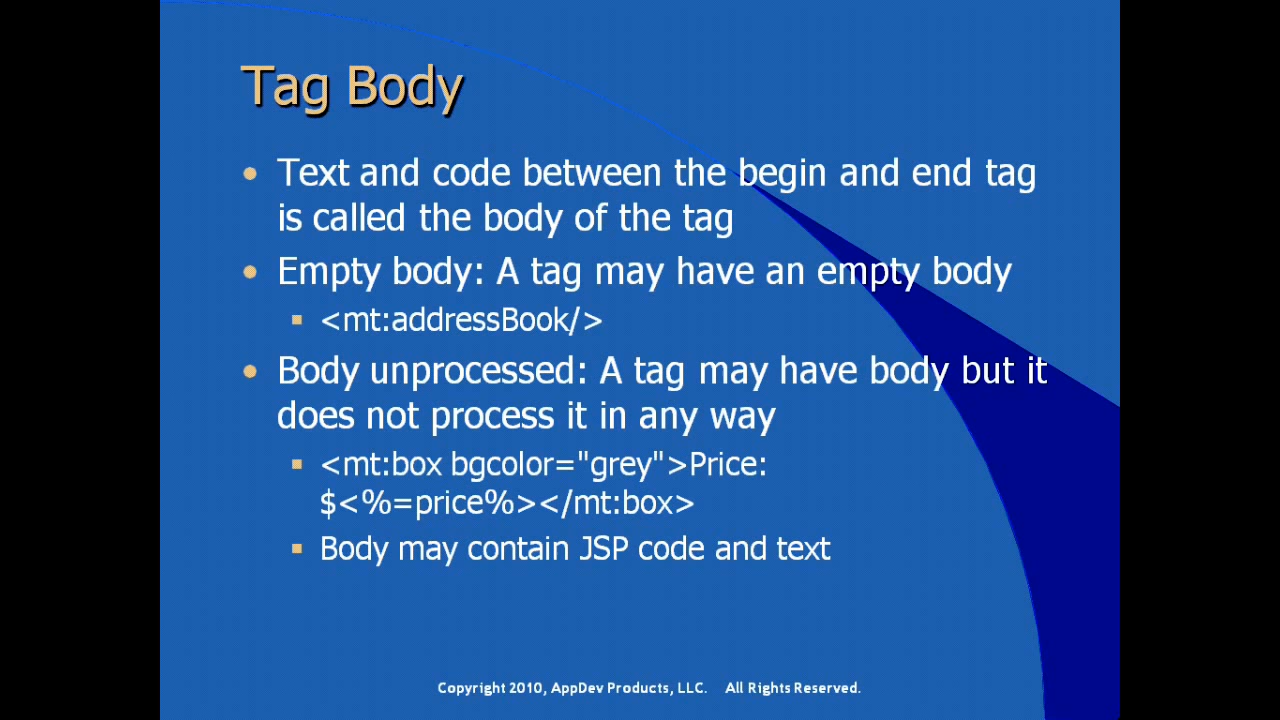 Tag Body
Text and code between the begin and end tag
is called the body of the tag
Empty body: A tag may have an empty body
<mt:addressBook/>
Body unprocessed: A tag may have body but it
does not process it in any way
<mt:box bgcolor="grey">Price:
$<%=price%></mt:box>
Body may contain JSP code and text
Copyright 2010, AppDev Products, LLC. All Rights Reserved.